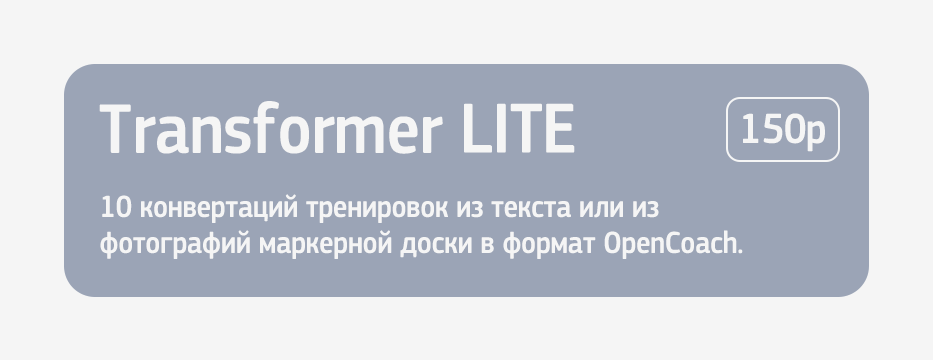 Transformer LITE
150р
10 конвертаций тренировок из текста или из
фотографий маркерной доски в формат OpenCoach.